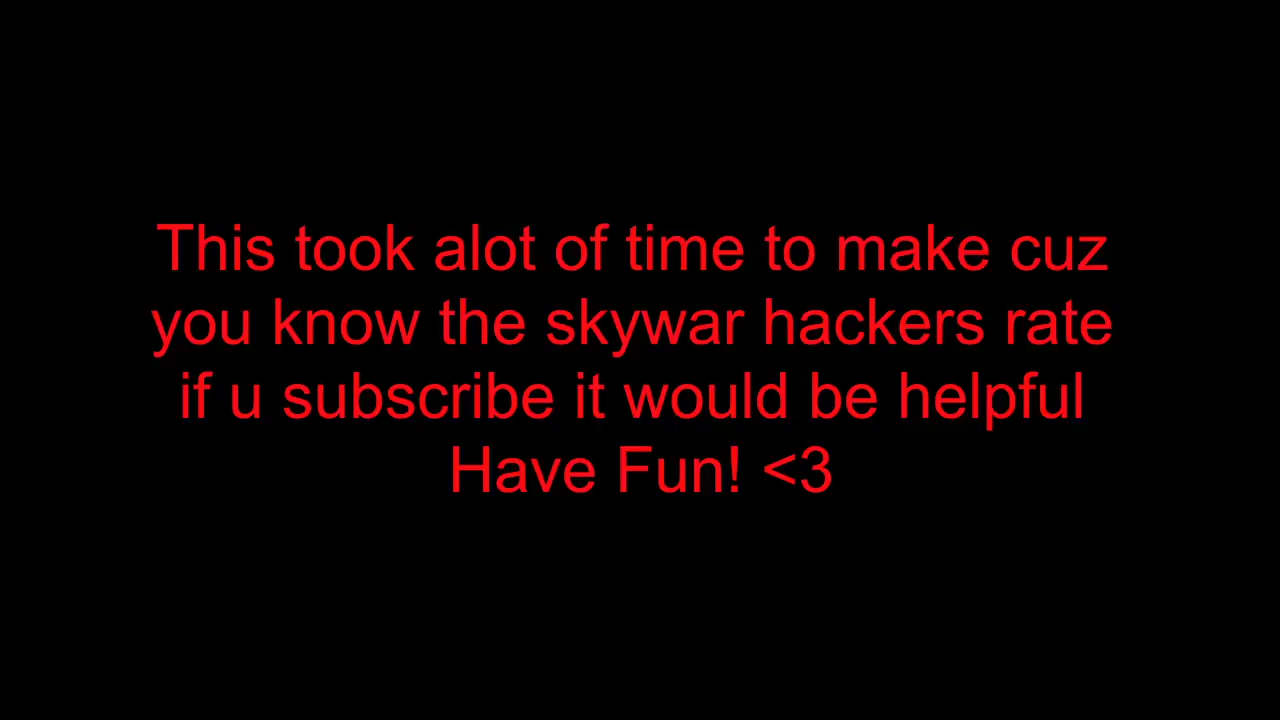 This took alot of time to make cuz
you know the skywar hackers rate
if u subscribe it would be helpful
Have Fun! <3